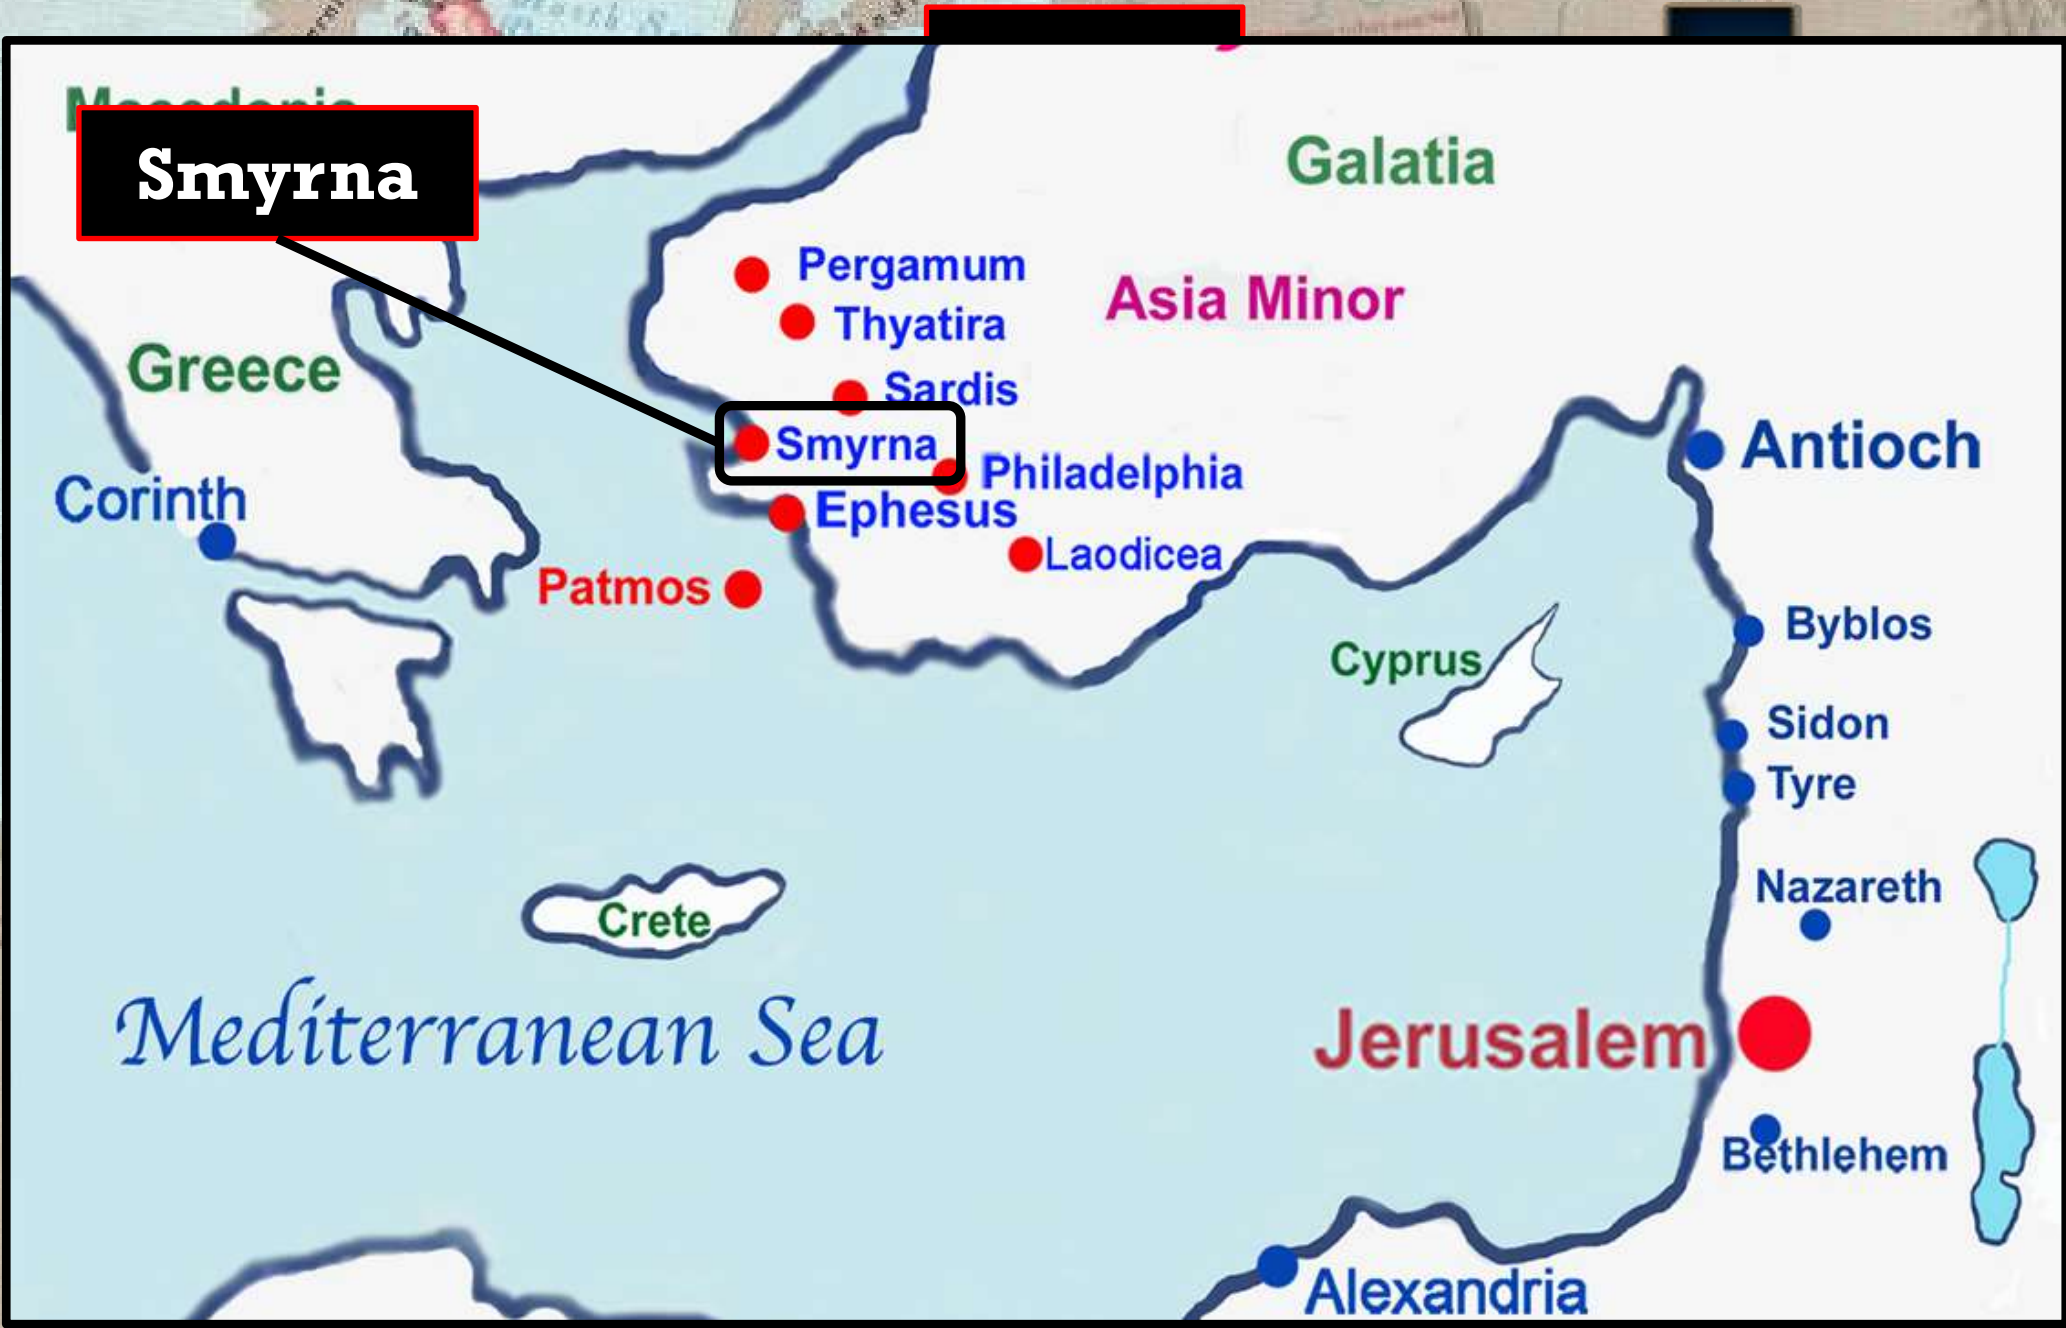 Smyrna
Galatia
Pergamum
Asia Minor
Thyatira
Greece
Sardis
Smyrna
Antioch
Philadelphia
Corinth
Ephesus
Laodicea
Patmos
Byblos
Cyprus
Sidon
Tyre
Nazareth
Crete
Mediterranean Sea
Jerusalem
Bethlehem
Alexandria